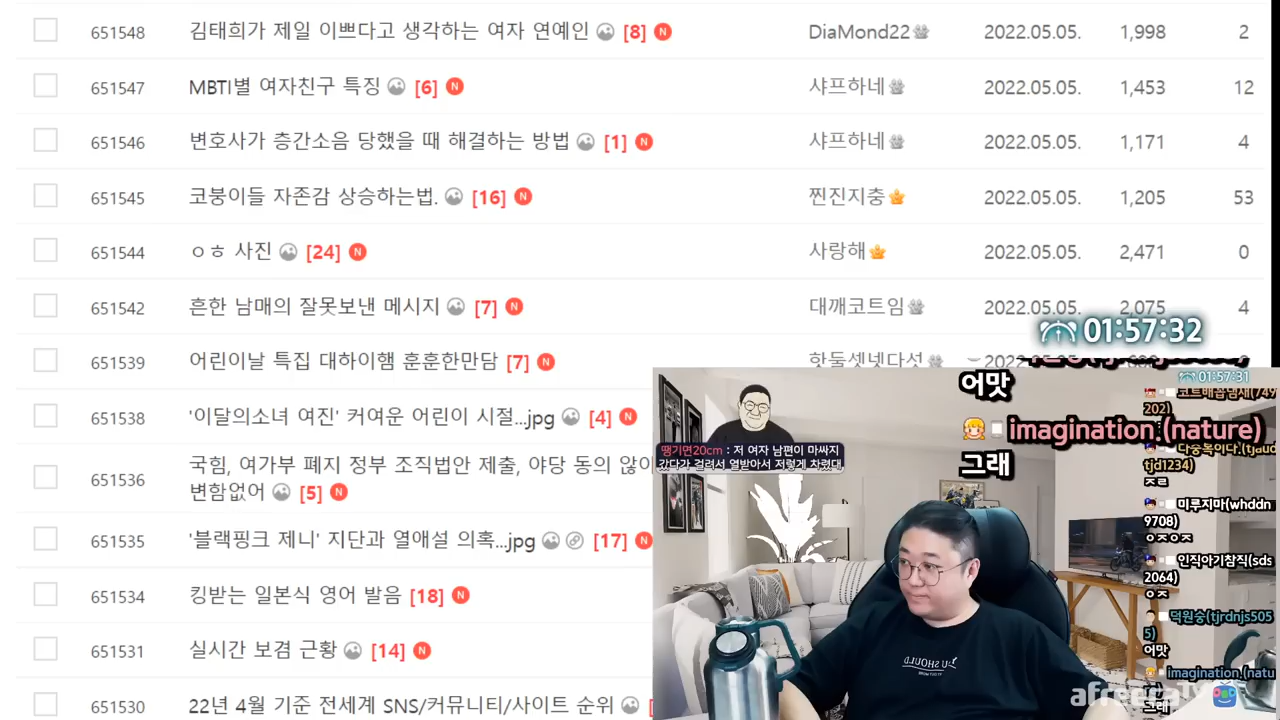 651548 김태희가 제일 이쁘다고 생각하는 여자 연예인 [8] N DiaMond22 2022.05.05. 1,998 2
651547 MBTI별 여자친구 특징 [6] N 샤프하네 2022.05.05. 1,453 12
651546 변호사가 층간소음 당했을 때 해결하는 방법 [1] N 샤프하네 2022.05.05. 1,171 4
651545 코붕이들 자존감 상승하는법. [16] N 찐진지충 2022.05.05. 1,205 53
651544 ㅇㅎ 사진 [24] N 사랑해 2022.05.05. 2,471 0
651542 흔한 남매의 잘못보낸 메시지 [7] N 대깨코트임 2022.05.05. 2,075 4
01:57:32
651539 어린이날 특집 대하이햄 훈훈한만담 [7] N 핫둘셋넷다섯
651538 '이달의소녀 여진' 커여운 어린이 시절...jpg [4] N
651536 국힘, 여가부 폐지 정부 조직법안 제출, 야당 동의 않아
변함없어 [5] N
651535 '블랙핑크 제니' 지단과 열애설 의혹...jpg [17] N
651534 킹받는 일본식 영어 발음 [18] N
651531 실시간 보겸 근황 [14] N
651530 22년 4월 기준 전세계 SNS/커뮤니티/사이트 순위
어맛
imagination,(nature)
그래
땡기면20cm : 저 여자 남편이 마싸지
갔다가 걸려서 열받아서 저렇게 차렸대
01:57:31
202)
tjd1234)
ㅈㄹ
미루지마(whddn
9708)
ㅇㅈㅇㅈ
인직아기참직(sds
2064)
ㅇㅈ
덕원숭(tjrdnjs505
5)
어맛
imagination,(natu
그래
YOU SHOULD
afreecaTV